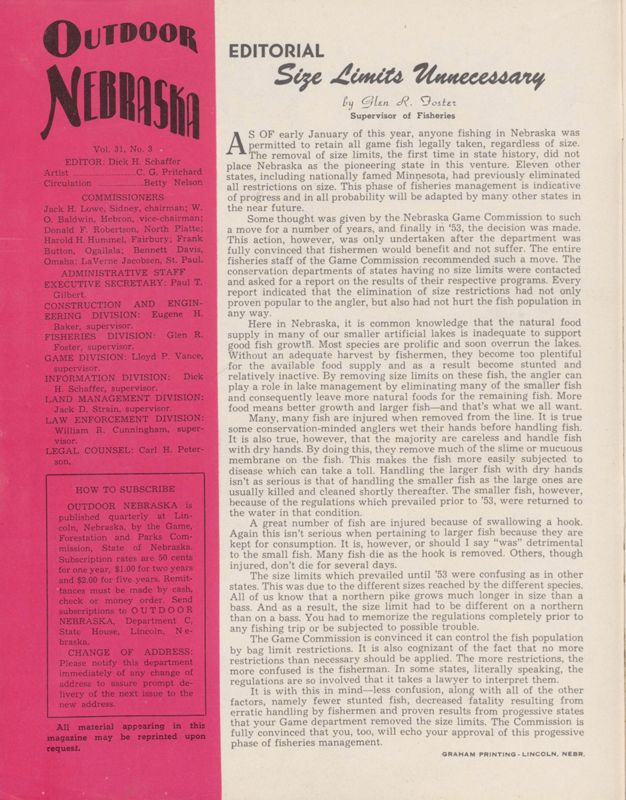 OUTDOOR
NEBRASKA
Vol. 31, No. 3
EDITOR: Dick H. Schaffer
Artist ........ C. G. Pritchard
Circulation ........ Betty Nelson
COMMISSIONERS
Jack H. Lowe, Sidney, chairman; W.
O. Baldwin, Hebron, vice-chairman;
Donald F. Robertson, North Platte;
Harold H. Hummel, Fairbury; Frank
Button, Ogallala; Bennett Davis,
Omaha; LaVerne Jacobsen, St. Paul.
ADMINISTRATIVE STAFF
EXECUTIVE SECRETARY: Paul T.
Gilbert.
CONSTRUCTION AND ENGIN-
EERING DIVISION: Eugene H.
Baker, supervisor.
FISHERIES DIVISION: Glen R.
Foster, supervisor.
GAME DIVISION: Lloyd P. Vance,
supervisor.
INFORMATION DIVISION: Dick
H. Schaffer, supervisor.
LAND MANAGEMENT DIVISION:
Jack D. Strain, supervisor.
LAW ENFORCEMENT DIVISION:
William R. Cunningham, super-
visor.
LEGAL COUNSEL: Carl H. Peter-
son,
HOW TO SUBSCRIBE
OUTDOOR NEBRASKA is
published quarterly at Lin-
coln, Nebraska, by the Game,
Forestation and Parks Com-
mission, State of Nebraska.
Subscription rates are 50 cents
for one year, $1.00 for two years
and $2.00 for five years. Remit-
tances must be made by cash,
check or money order. Send
subscriptions to OUTDOOR
NEBRASKA, Department C,
State House, Lincoln, Ne-
braska.
CHANGE OF ADDRESS:
Please notify this department
immediately of any change of
address to assure prompt de-
livery of the next issue to the
new address.
All material appearing in this
magazine may be reprinted upon
request.
EDITORIAL
Size Limits Unnecessary
by Glen R. Foster
Supervisor of Fisheries
AS OF early January of this year, anyone fishing in Nebraska was
permitted to retain all game fish legally taken, regardless of size.
The removal of size limits, the first time in state history, did not
place Nebraska as the pioneering state in this venture. Eleven other
states, including nationally famed Minnesota, had previously eliminated
all restrictions on size. This phase of fisheries management is indicative
of progress and in all probability will be adapted by many other states in
the near future.
Some thought was given by the Nebraska Game Commission to such
a move for a number of years, and finally in '53, the decision was made.
This action, however, was only undertaken after the department was
fully convinced that fishermen would benefit and not suffer. The entire
fisheries staff of the Game Commission recommended such a move. The
conservation departments of states having no size limits were contacted
and asked for a report on the results of their respective programs. Every
report indicated that the elimination of size restrictions had not only
proven popular to the angler, but also had not hurt the fish population in
any way.
Here in Nebraska, it is common knowledge that the natural food
supply in many of our smaller artificial lakes is inadequate to support
good fish growth. Most species are prolific and soon overrun the lakes.
Without an adequate harvest by fishermen, they become too plentiful
for the available food supply and as a result become stunted and
relatively inactive. By removing size limits on these fish, the angler can
play a role in lake management by eliminating many of the smaller fish
and consequently leave more natural foods for the remaining fish. More
food means better growth and larger fish—and that's what we all want.
Many, many fish are injured when removed from the line. It is true
some conservation-minded anglers wet their hands before handling fish.
It is also true, however, that the majority are careless and handle fish
with dry hands. By doing this, they remove much of the slime or mucuous
membrane on the fish. This makes the fish more easily subjected to
disease which can take a toll. Handling the larger fish with dry hands
isn't as serious is that of handling the smaller fish as the large ones are
usually killed and cleaned shortly thereafter. The smaller fish, however,
because of the regulations which prevailed prior to '53, were returned to
the water in that condition.
A great number of fish are injured because of swallowing a hook.
Again this isn't serious when pertaining to larger fish because they are
kept for consumption. It is, however, or should I say "was" detrimental
to the small fish. Many fish die as the hook is removed. Others, though
injured, don't die for several days.
The size limits which prevailed until '53 were confusing as in other
states. This was due to the different sizes reached by the different species.
All of us know that a northern pike grows much longer in size than a
bass. And as a result, the size limit had to be different on a northern
than on a bass. You had to memorize the regulations completely prior to
any fishing trip or be subjected to possible trouble.
The Game Commission is convinced it can control the fish population
by bag limit restrictions. It is also cognizant of the fact that no more
restrictions than necessary should be applied. The more restrictions, the
more confused is the fisherman. In some states, literally speaking, the
regulations are so involved that it takes a lawyer to interpret them.
It is with this in mind—less confusion, along with all of the other
factors, namely fewer stunted fish, decreased fatality resulting from
erratic handling by fishermen and proven results from progessive states
that your Game department removed the size limits. The Commission is
fully convinced that you, too, will echo your approval of this progessive
phase of fisheries management.
GRAHAM PRINTING - LINCOLN, NEBR.